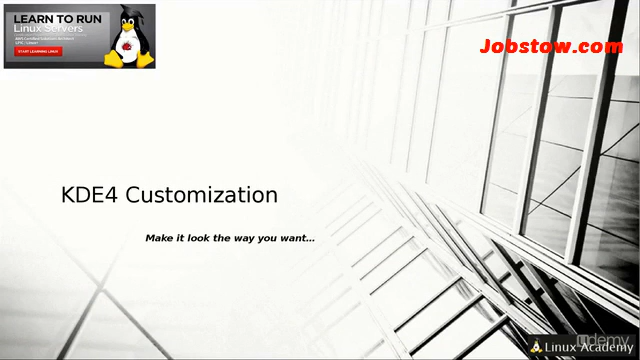 LEARN TO RUN
Linux Servers
START LEARNING LINUX
Jobstow.com
KDE4 Customization
Make it look the way you want...
ûdemy
Linux Academy